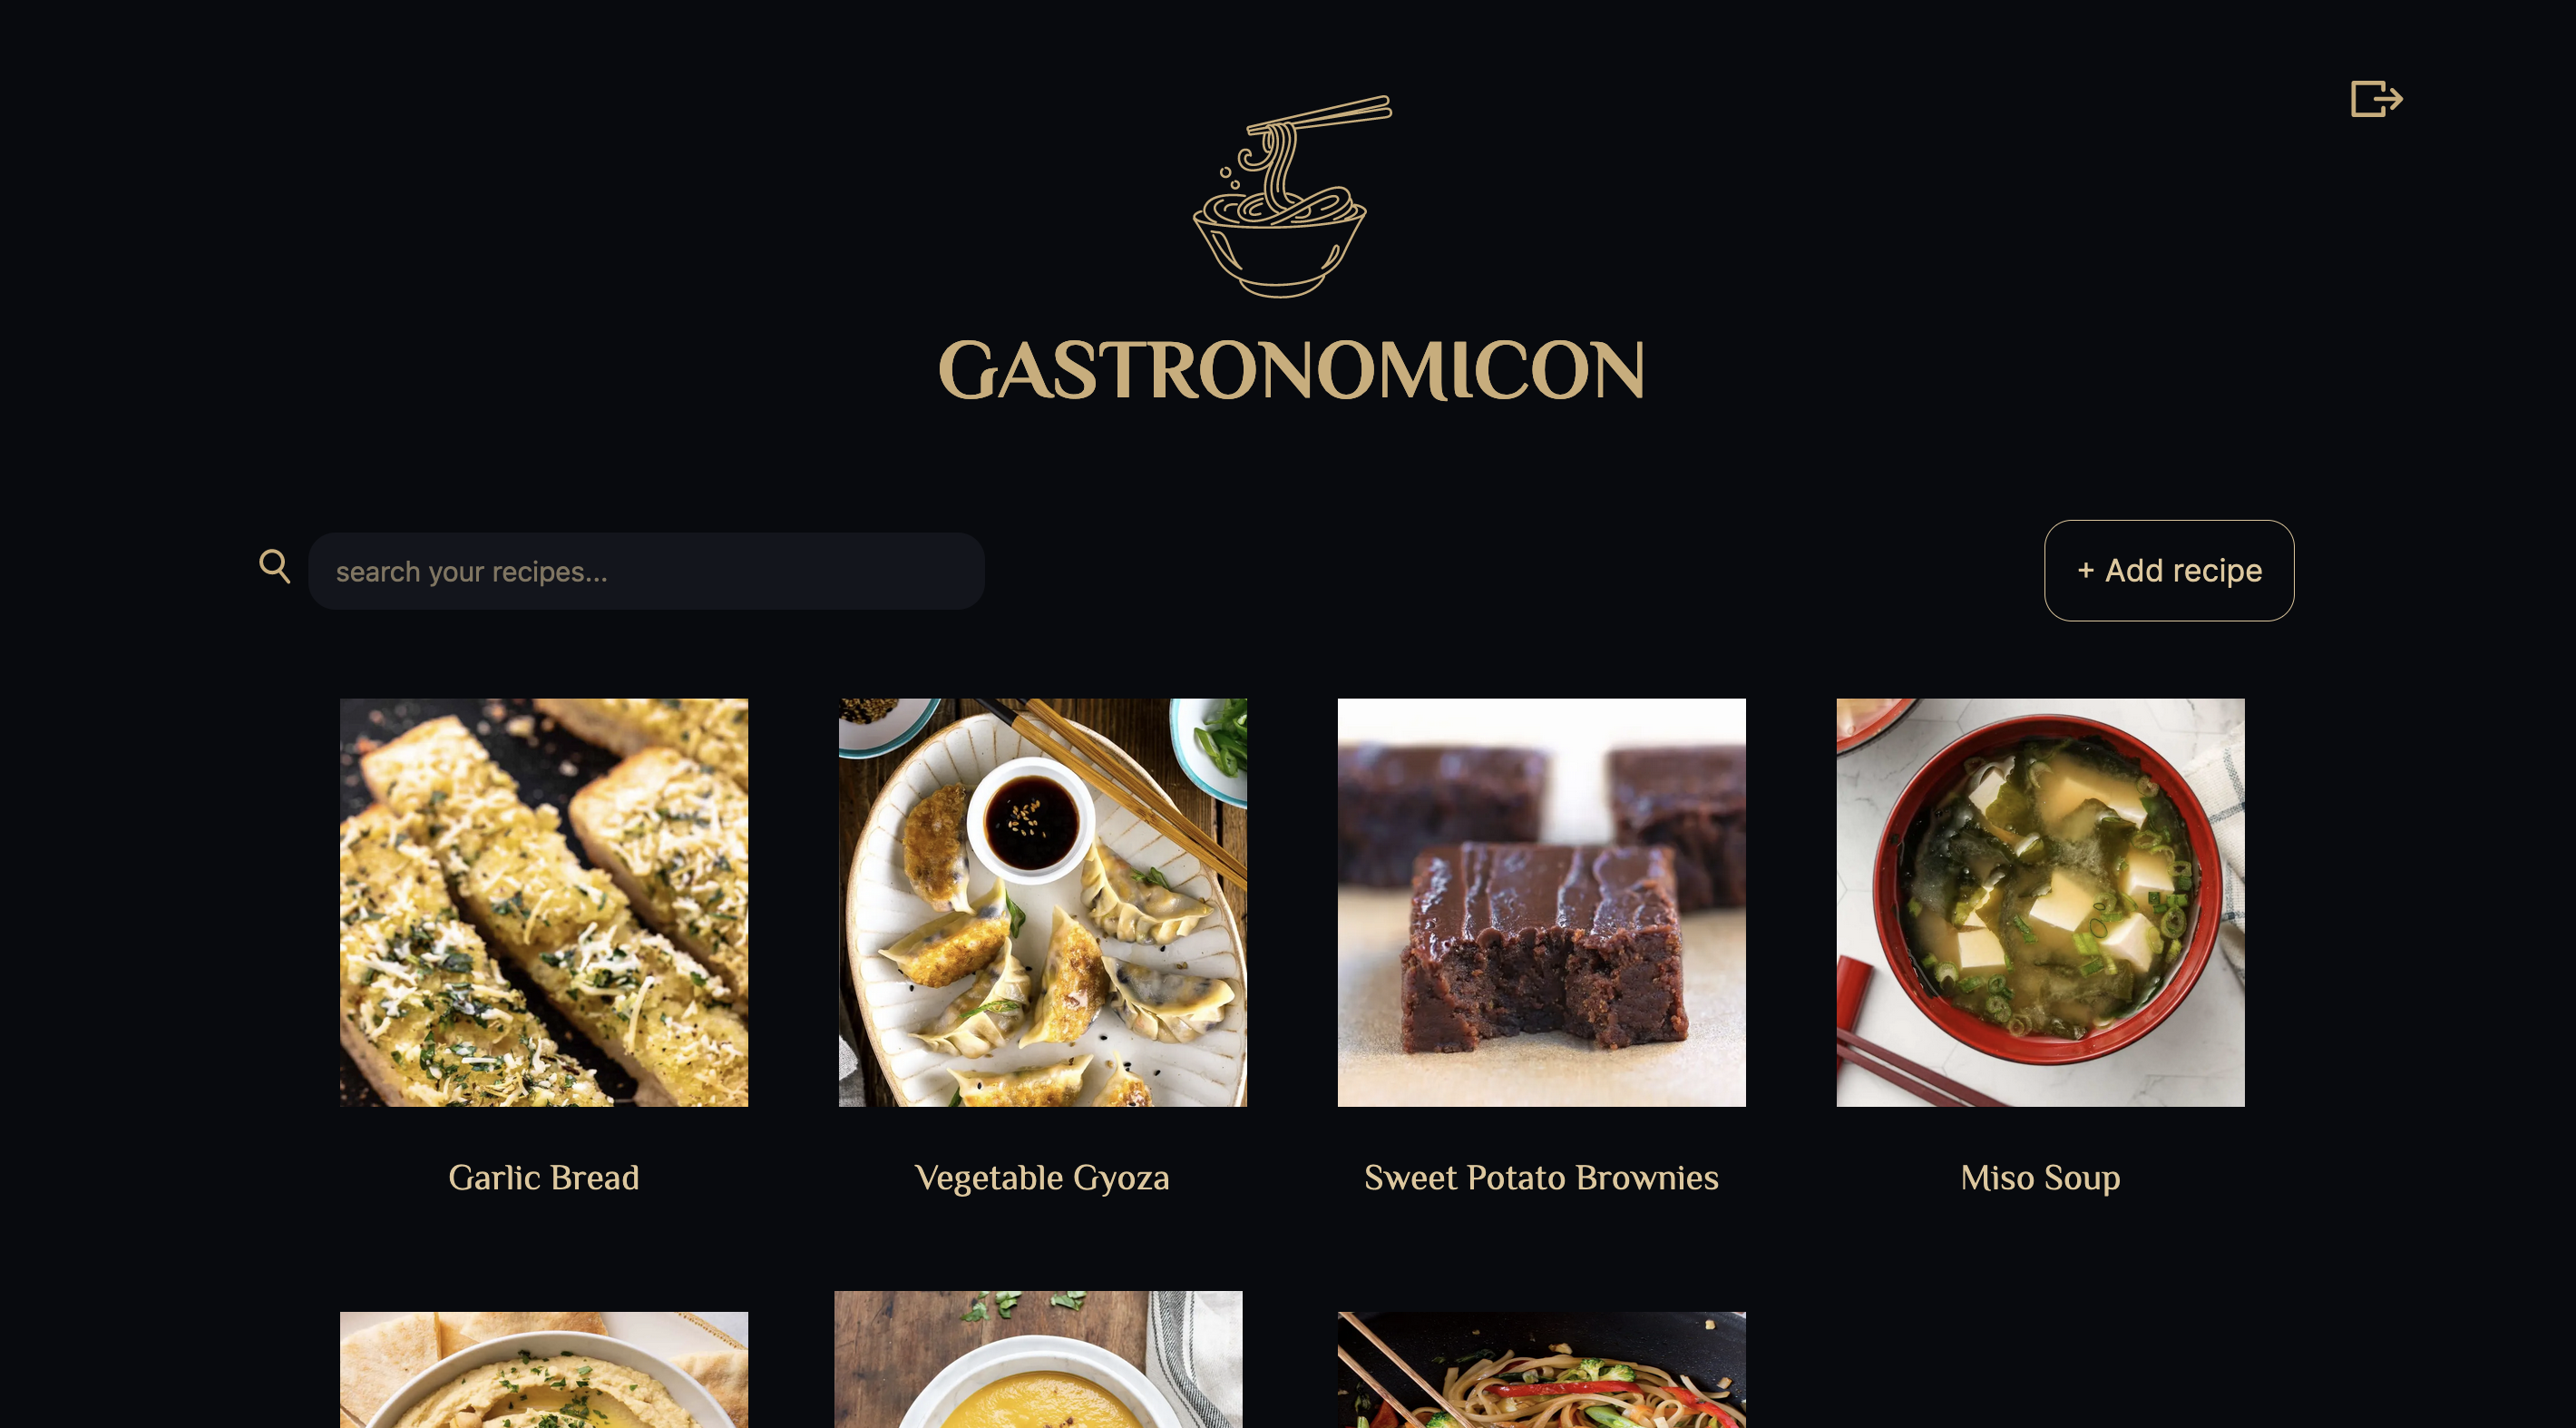 GASTRONOMICON
search your recipes...
+ Add recipe
Garlic Bread
Vegetable Gyoza
Sweet Potato Brownies
Miso Soup